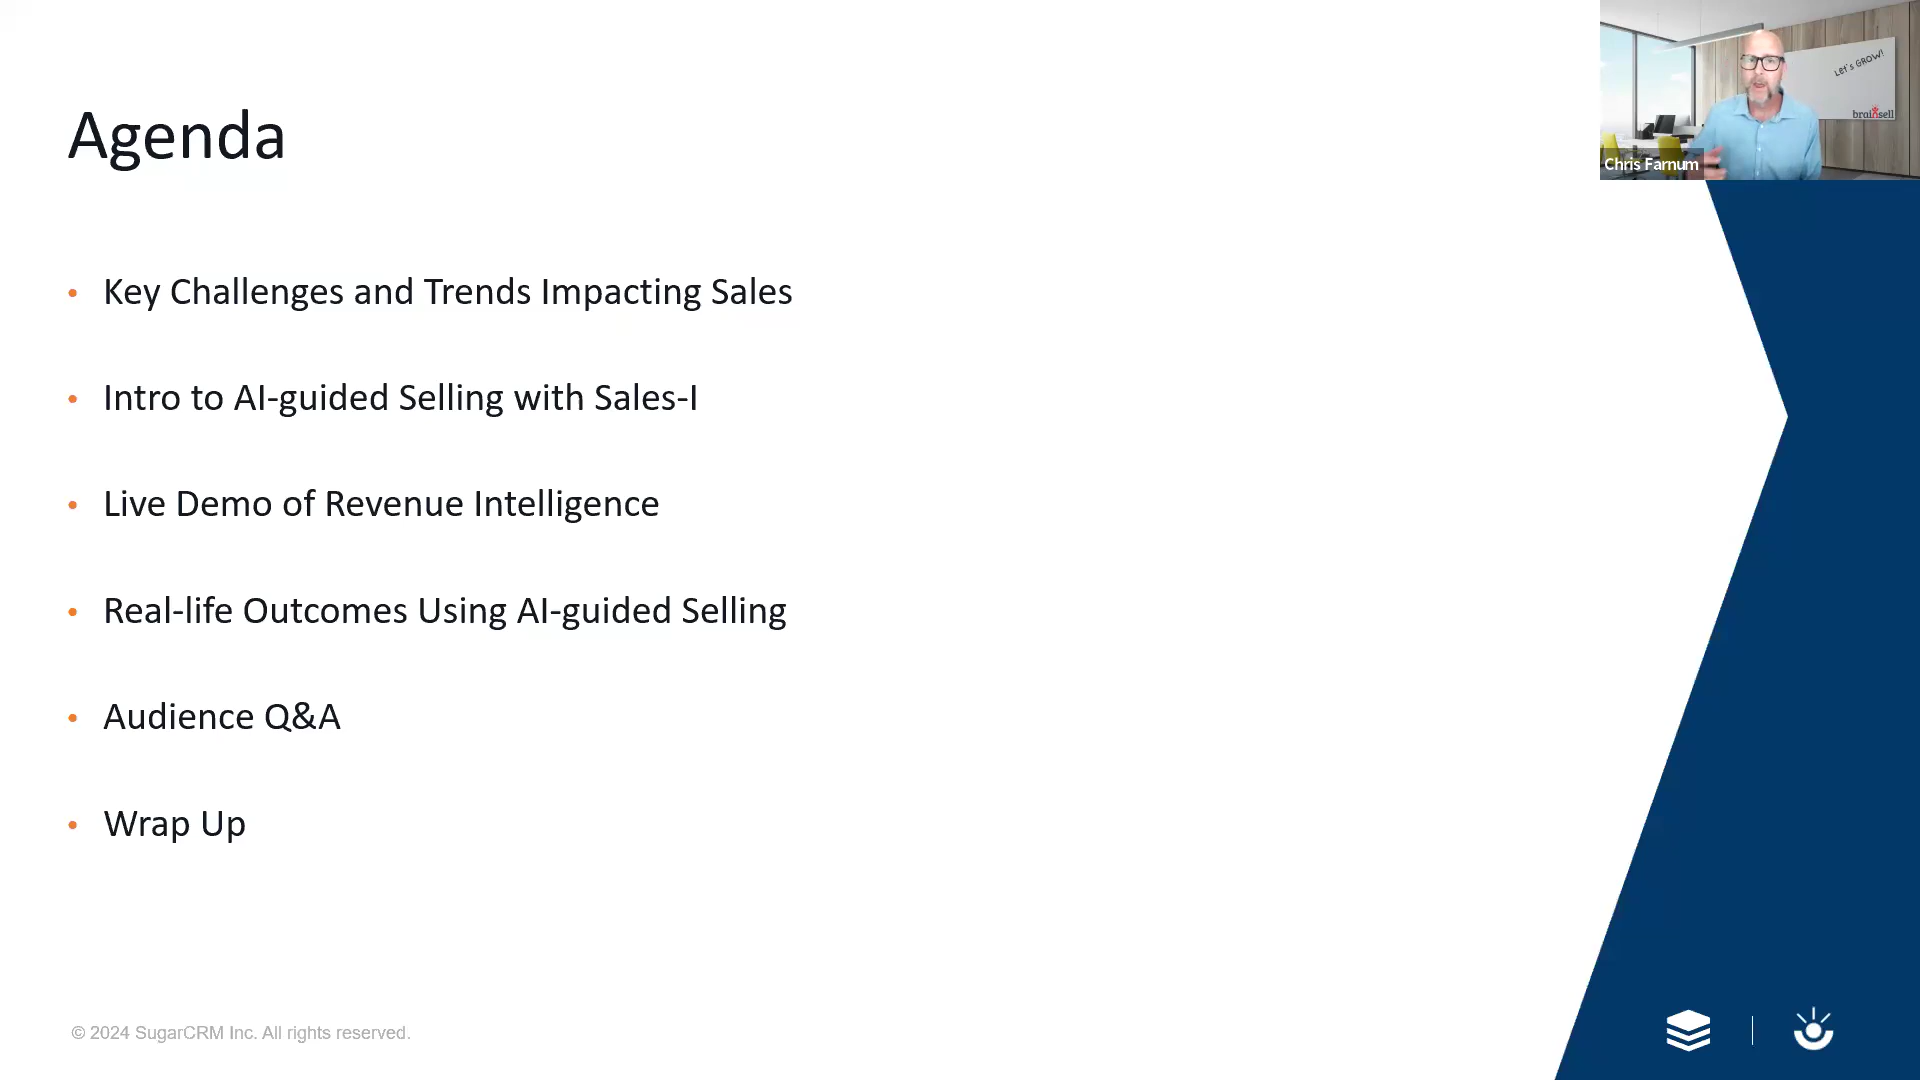 Agenda
Let's GROW!
brainsell
Chris Farnum
• Key Challenges and Trends Impacting Sales
• Intro to AI-guided Selling with Sales-I
• Live Demo of Revenue Intelligence
• Real-life Outcomes Using AI-guided Selling
• Audience Q&A
• Wrap Up
© 2024 SugarCRM Inc. All rights reserved.